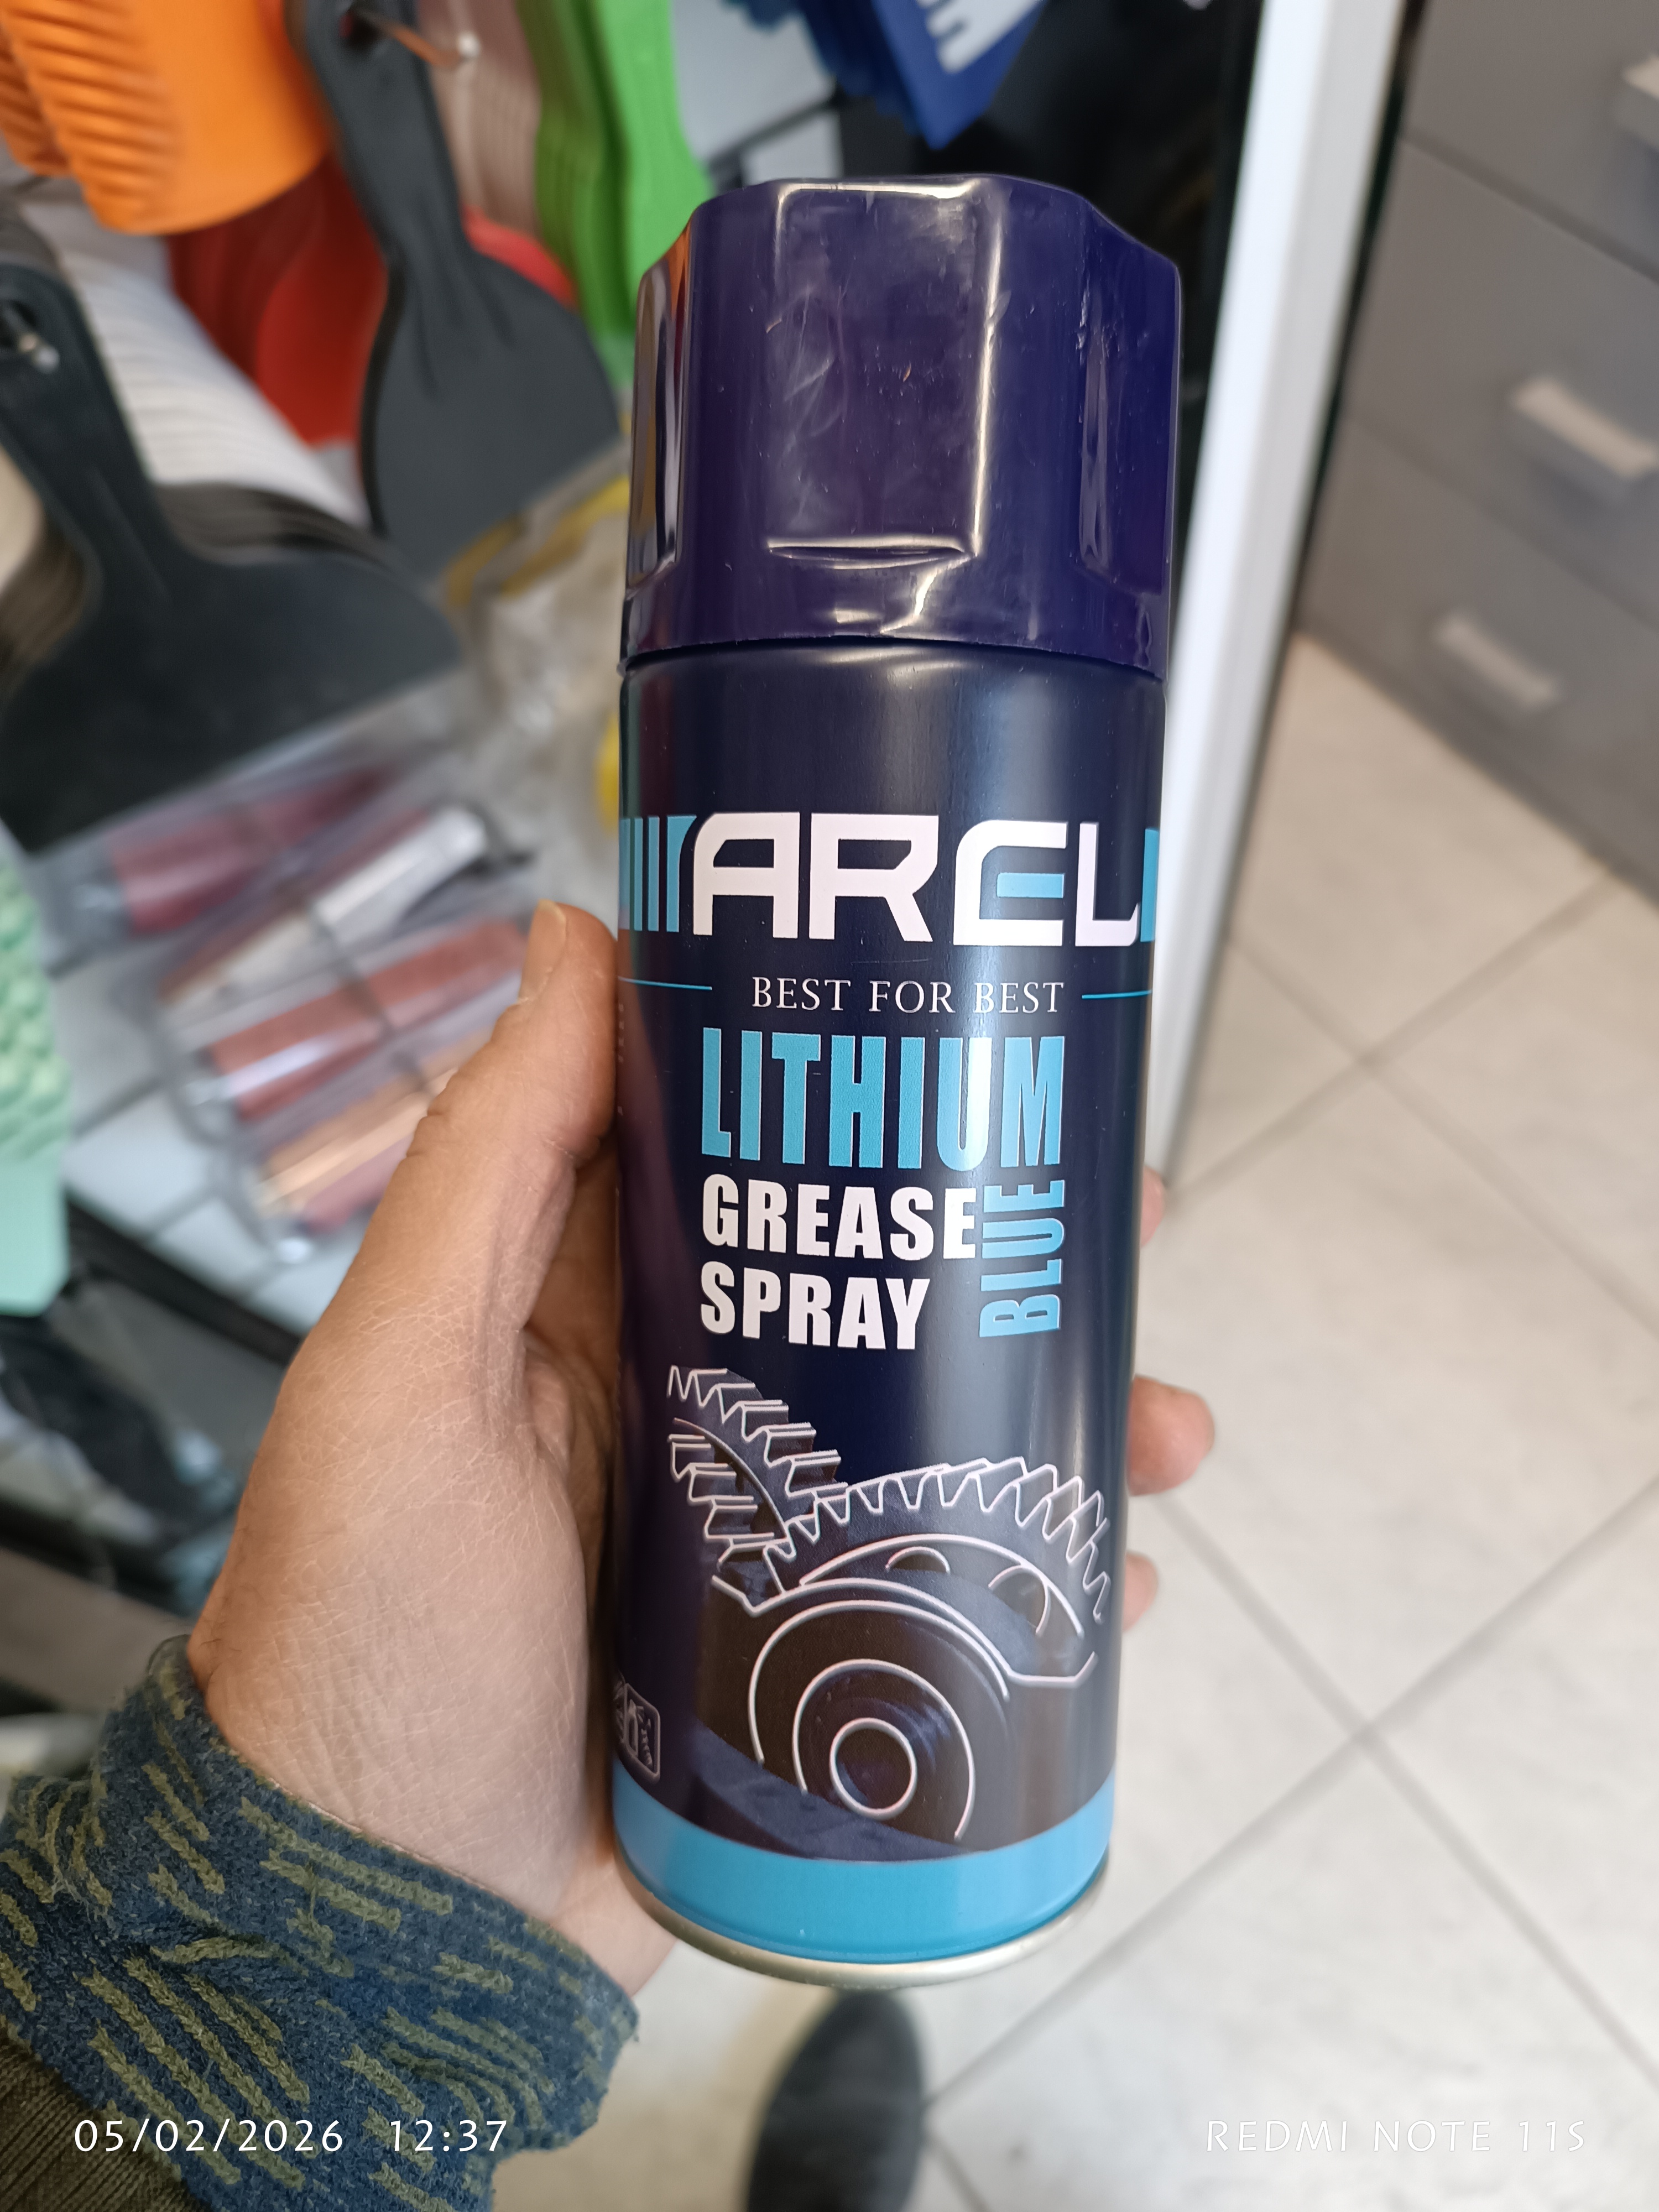 AREL
BEST FOR BEST
LITHIUM
GREASE
SPRAY
BLUE
05/02/2026 12:37
REDMI NOTE 11S